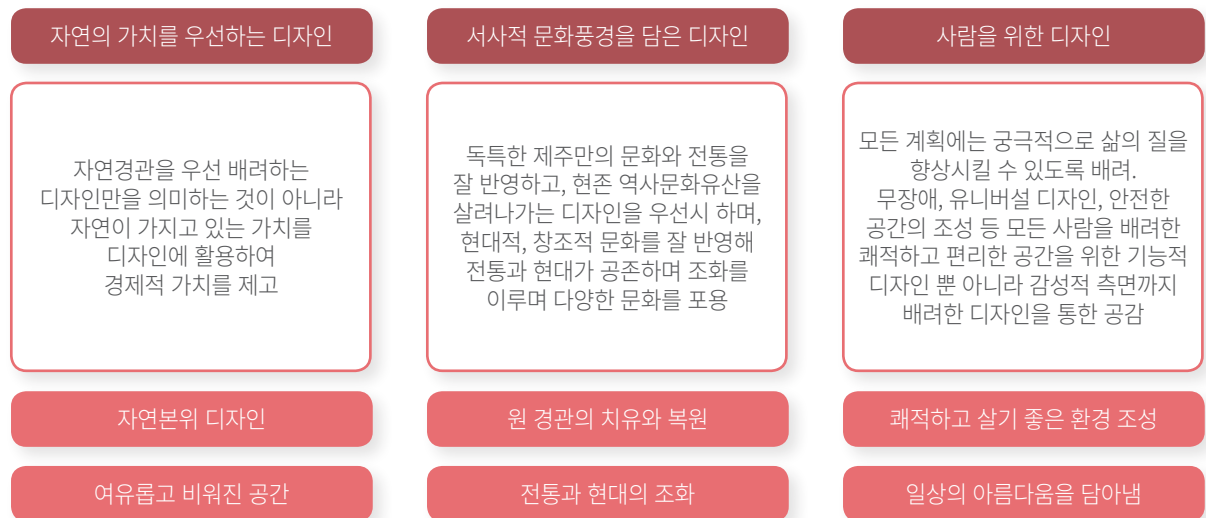 자연의 가치를 우선하는 디자인
자연경관을 우선 배려하는
디자인만을 의미하는 것이 아니라
자연이 가지고 있는 가치를
디자인에 활용하여
경제적 가치를 제고
자연본위 디자인
여유롭고 비워진 공간
서사적 문화풍경을 담은 디자인
독특한 제주만의 문화와 전통을
잘 반영하고, 현존 역사문화유산을
살려나가는 디자인을 우선시 하며,
현대적, 창조적 문화를 잘 반영해
전통과 현대가 공존하며 조화를
이루며 다양한 문화를 포용
원 경관의 치유와 복원
전통과 현대의 조화
사람을 위한 디자인
모든 계획에는 궁극적으로 삶의 질을
향상시킬 수 있도록 배려.
무장애, 유니버설 디자인, 안전한
공간의 조성 등 모든 사람을 배려한
쾌적하고 편리한 공간을 위한 기능적
디자인 뿐 아니라 감성적 측면까지
배려한 디자인을 통한 공감
쾌적하고 살기 좋은 환경 조성
일상의 아름다움을 담아냄